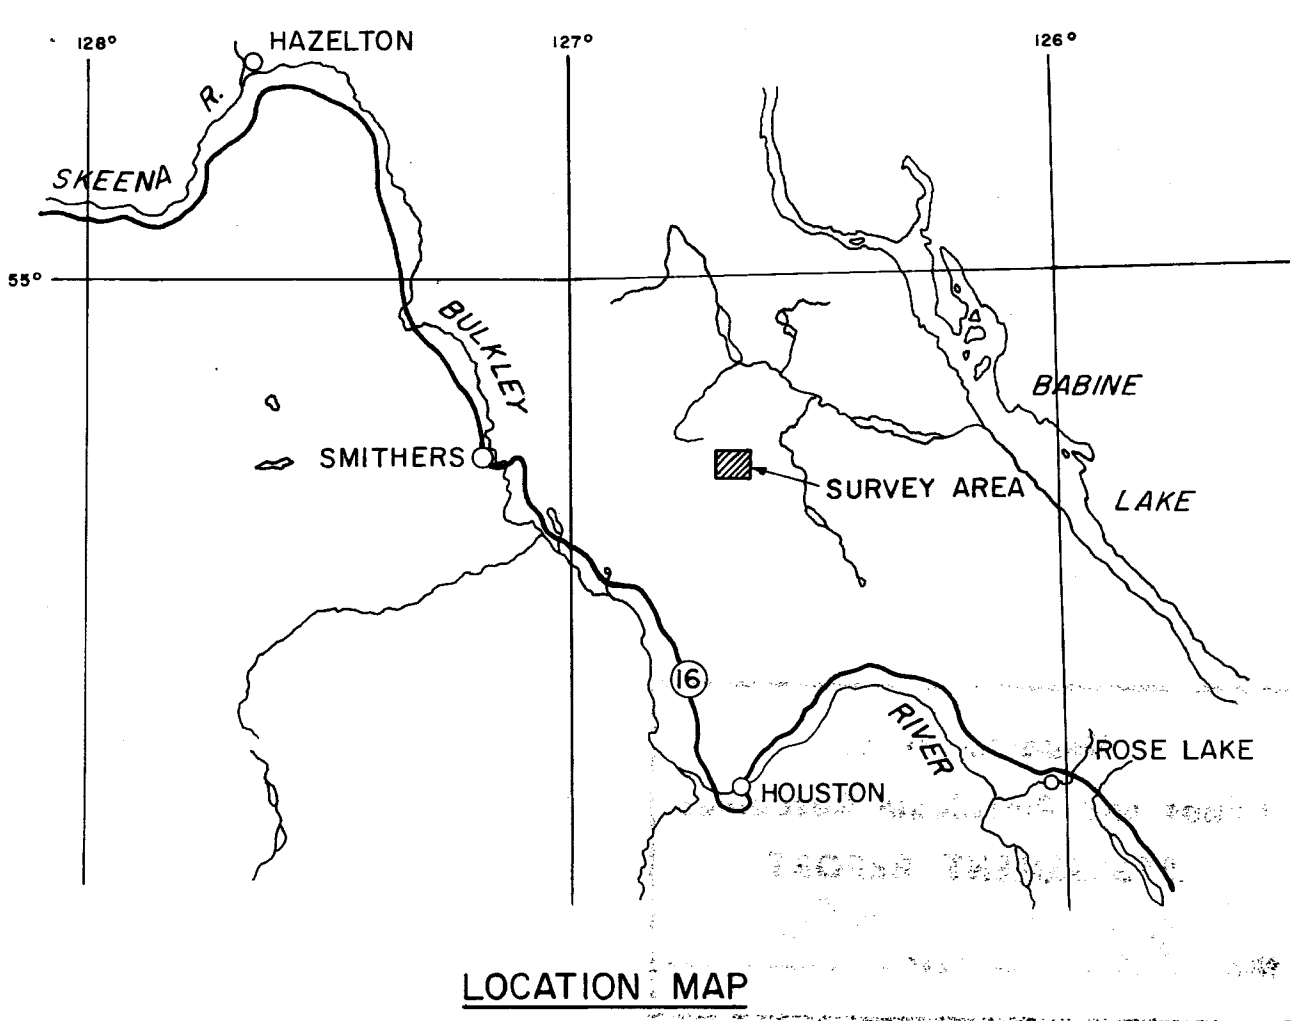 128° 127° 126°
HAZELTON
SKEENA R.
55°
BULKLEY
BABINE
SMITHERS
SURVEY AREA
LAKE
16
RIVER
ROSE LAKE
HOUSTON
LOCATION MAP